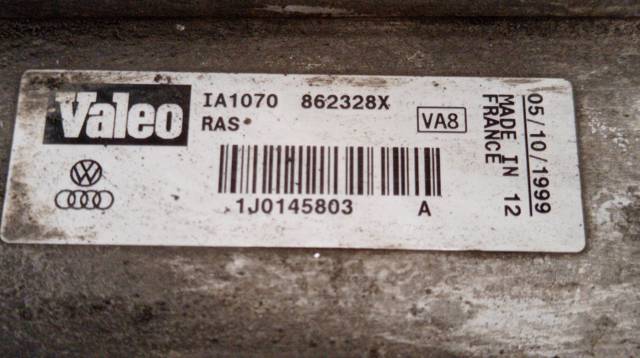 Valeo
IA1070 862328X
RAS
VA8
1J0145803 A
05/10/1999
MADE IN 12
FRANCE